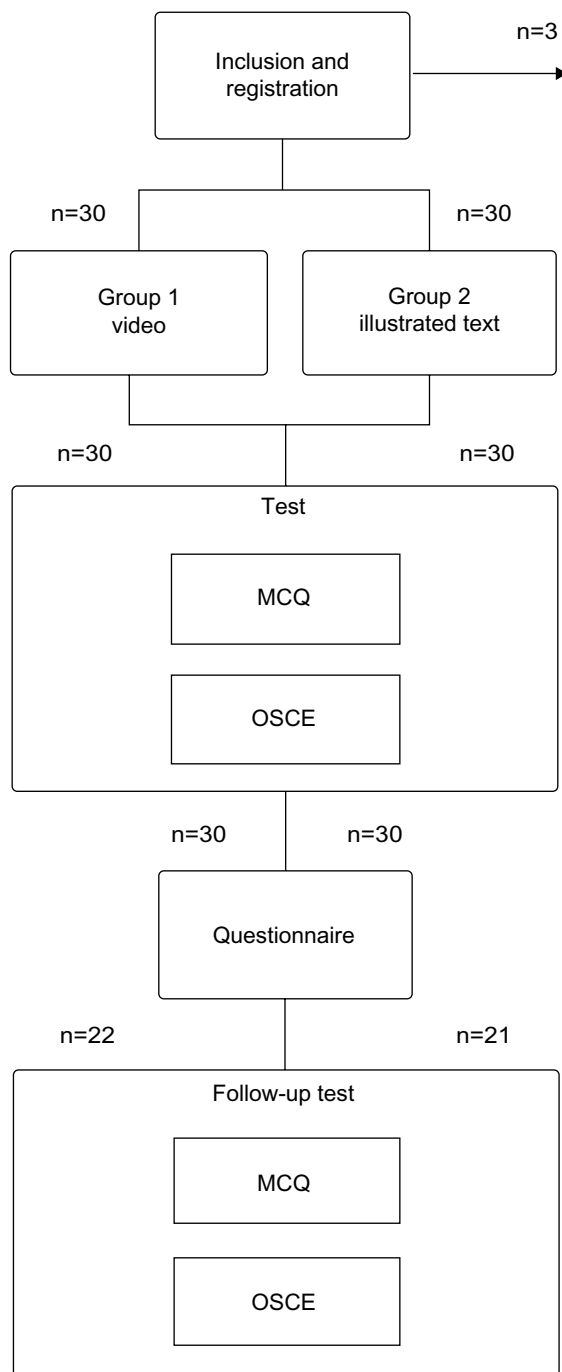 n=3
Inclusion and
registration
n=30
n=30
Group 1
video
Group 2
illustrated text
n=30
n=30
Test
MCQ
OSCE
n=30
n=30
Questionnaire
n=22
n=21
Follow-up test
MCQ
OSCE